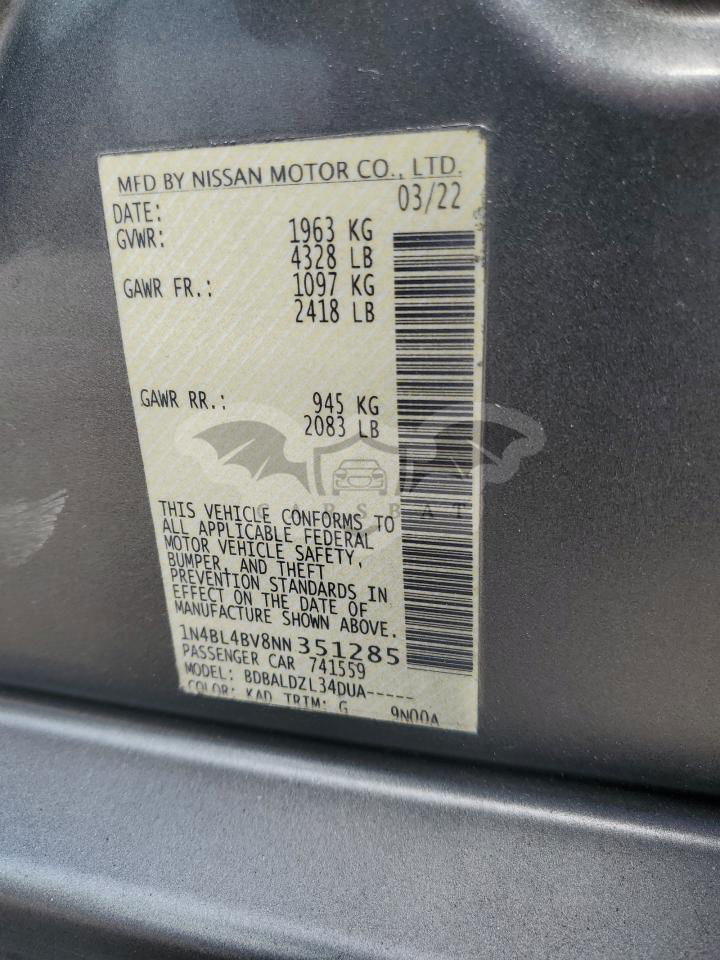 MFD BY NISSAN MOTOR CO., LTD.
DATE: 03/22
GVWR: 1963 KG
4328 LB
GAWR FR.: 1097 KG
2418 LB
GAWR RR.: 945 KG
2083 LB
CARSBAT
THIS VEHICLE CONFORMS TO
ALL APPLICABLE FEDERAL
MOTOR VEHICLE SAFETY,
BUMPER, AND THEFT
PREVENTION STANDARDS IN
EFFECT ON THE DATE OF
MANUFACTURE SHOWN ABOVE.
1N4BL4BV8NN351285
PASSENGER CAR 741559
MODEL: BDBALDZL34DUA-----
COLOR: KAD TRIM: G 9N00A